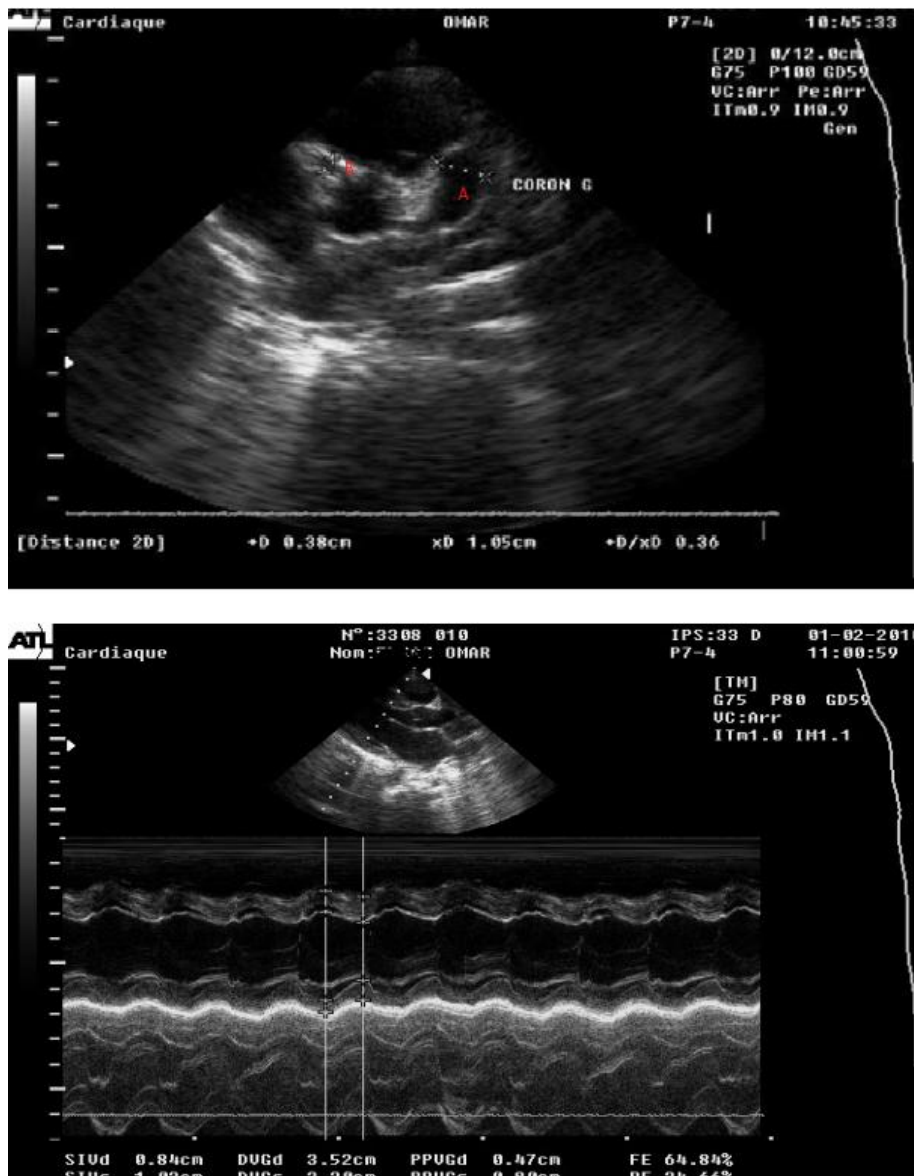 ATL Cardiaque OMAR P7-4 10:45:33
[2D] 0/12.0cm
G75 P100 GD59
VC:Arr Pe:Arr
ITm0.9 IM0.9
Gen
A
CORON G
[Distance 2D] +D 0.38cm xD 1.05cm +D/xD 0.36
ATL N°:3308 010 IPS:33 D
Cardiaque Nom: OMAR P7-4 11:00:59
[TM]
G75 P80 GD59
VC:Arr
ITm1.0 IM1.1
SIVd 0.84cm DVGd 3.52cm PPVGd 0.47cm FE 64.84%